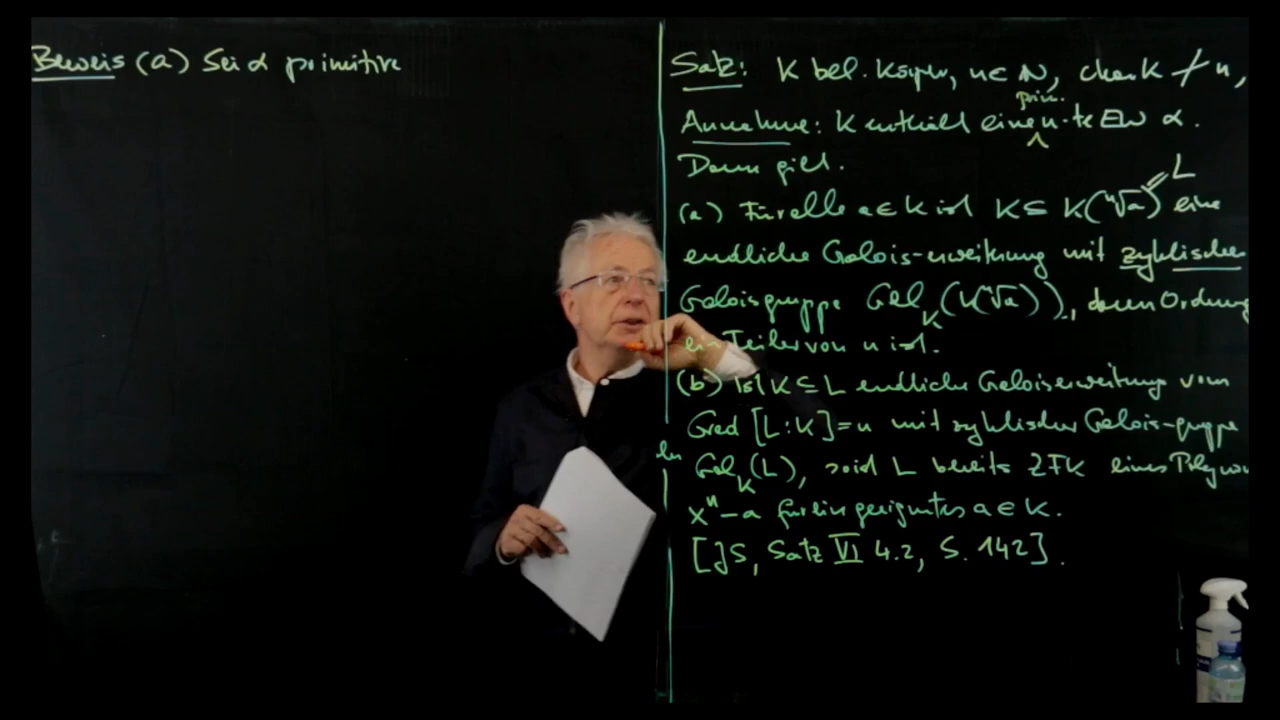 Beweis (a) Sei α primitive
Satz: K bel. Körper, n ∈ ℕ, char K ∤ n,
prim.
Annahme: K enthält eine n-te EW α.
Dann gilt.
= L
(a) Für alle a ∈ K ist K ⊆ K(ⁿ√a) eine
endliche Galois-erweiterung mit zyklischer
Galoisgruppe Gal_K(K(ⁿ√a)), deren Ordnung
ein Teiler von n ist.
(b) Ist K ⊆ L endliche Galoiserweiterung vom
Grad [L:K]=n mit zyklischer Galois-gruppe
Gal_K(L), so ist L bereits ZFK eines Polynom
xⁿ - a für ein geeignetes a ∈ K.
[JS, Satz VI 4.2, S. 142].